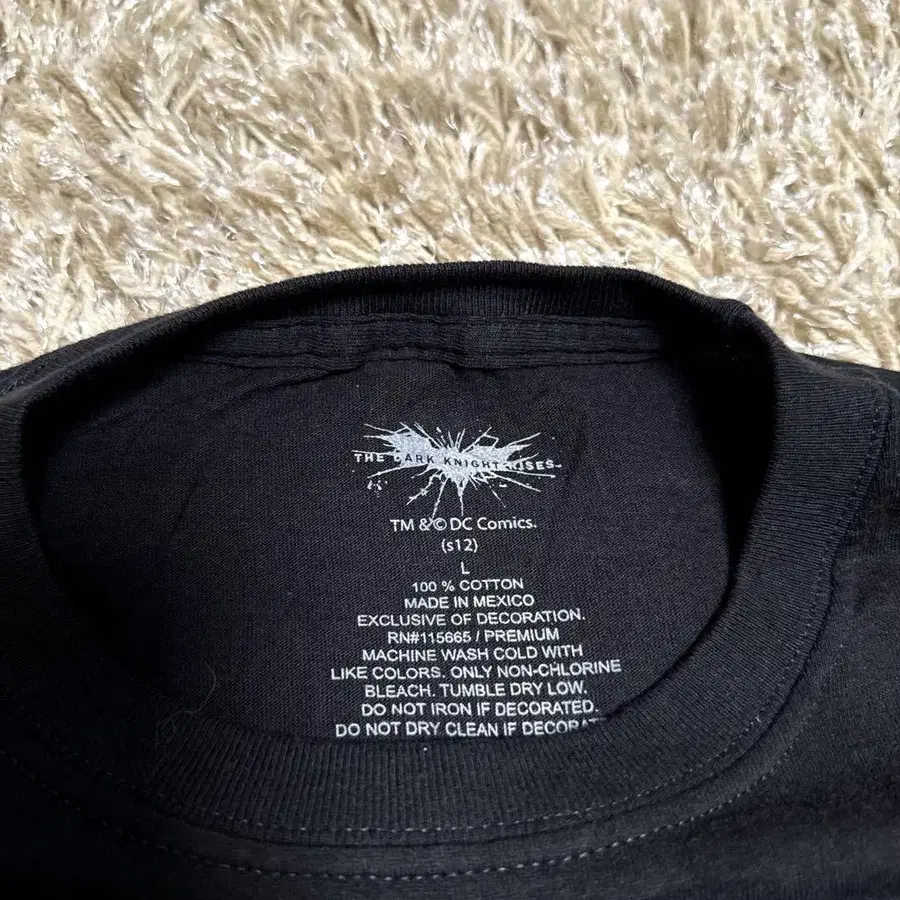 THE DARK KNIGHT RISES
TM & © DC Comics.
(s12)
L
100 % COTTON
MADE IN MEXICO
EXCLUSIVE OF DECORATION.
RN#115665 / PREMIUM
MACHINE WASH COLD WITH
LIKE COLORS. ONLY NON-CHLORINE
BLEACH. TUMBLE DRY LOW.
DO NOT IRON IF DECORATED.
DO NOT DRY CLEAN IF